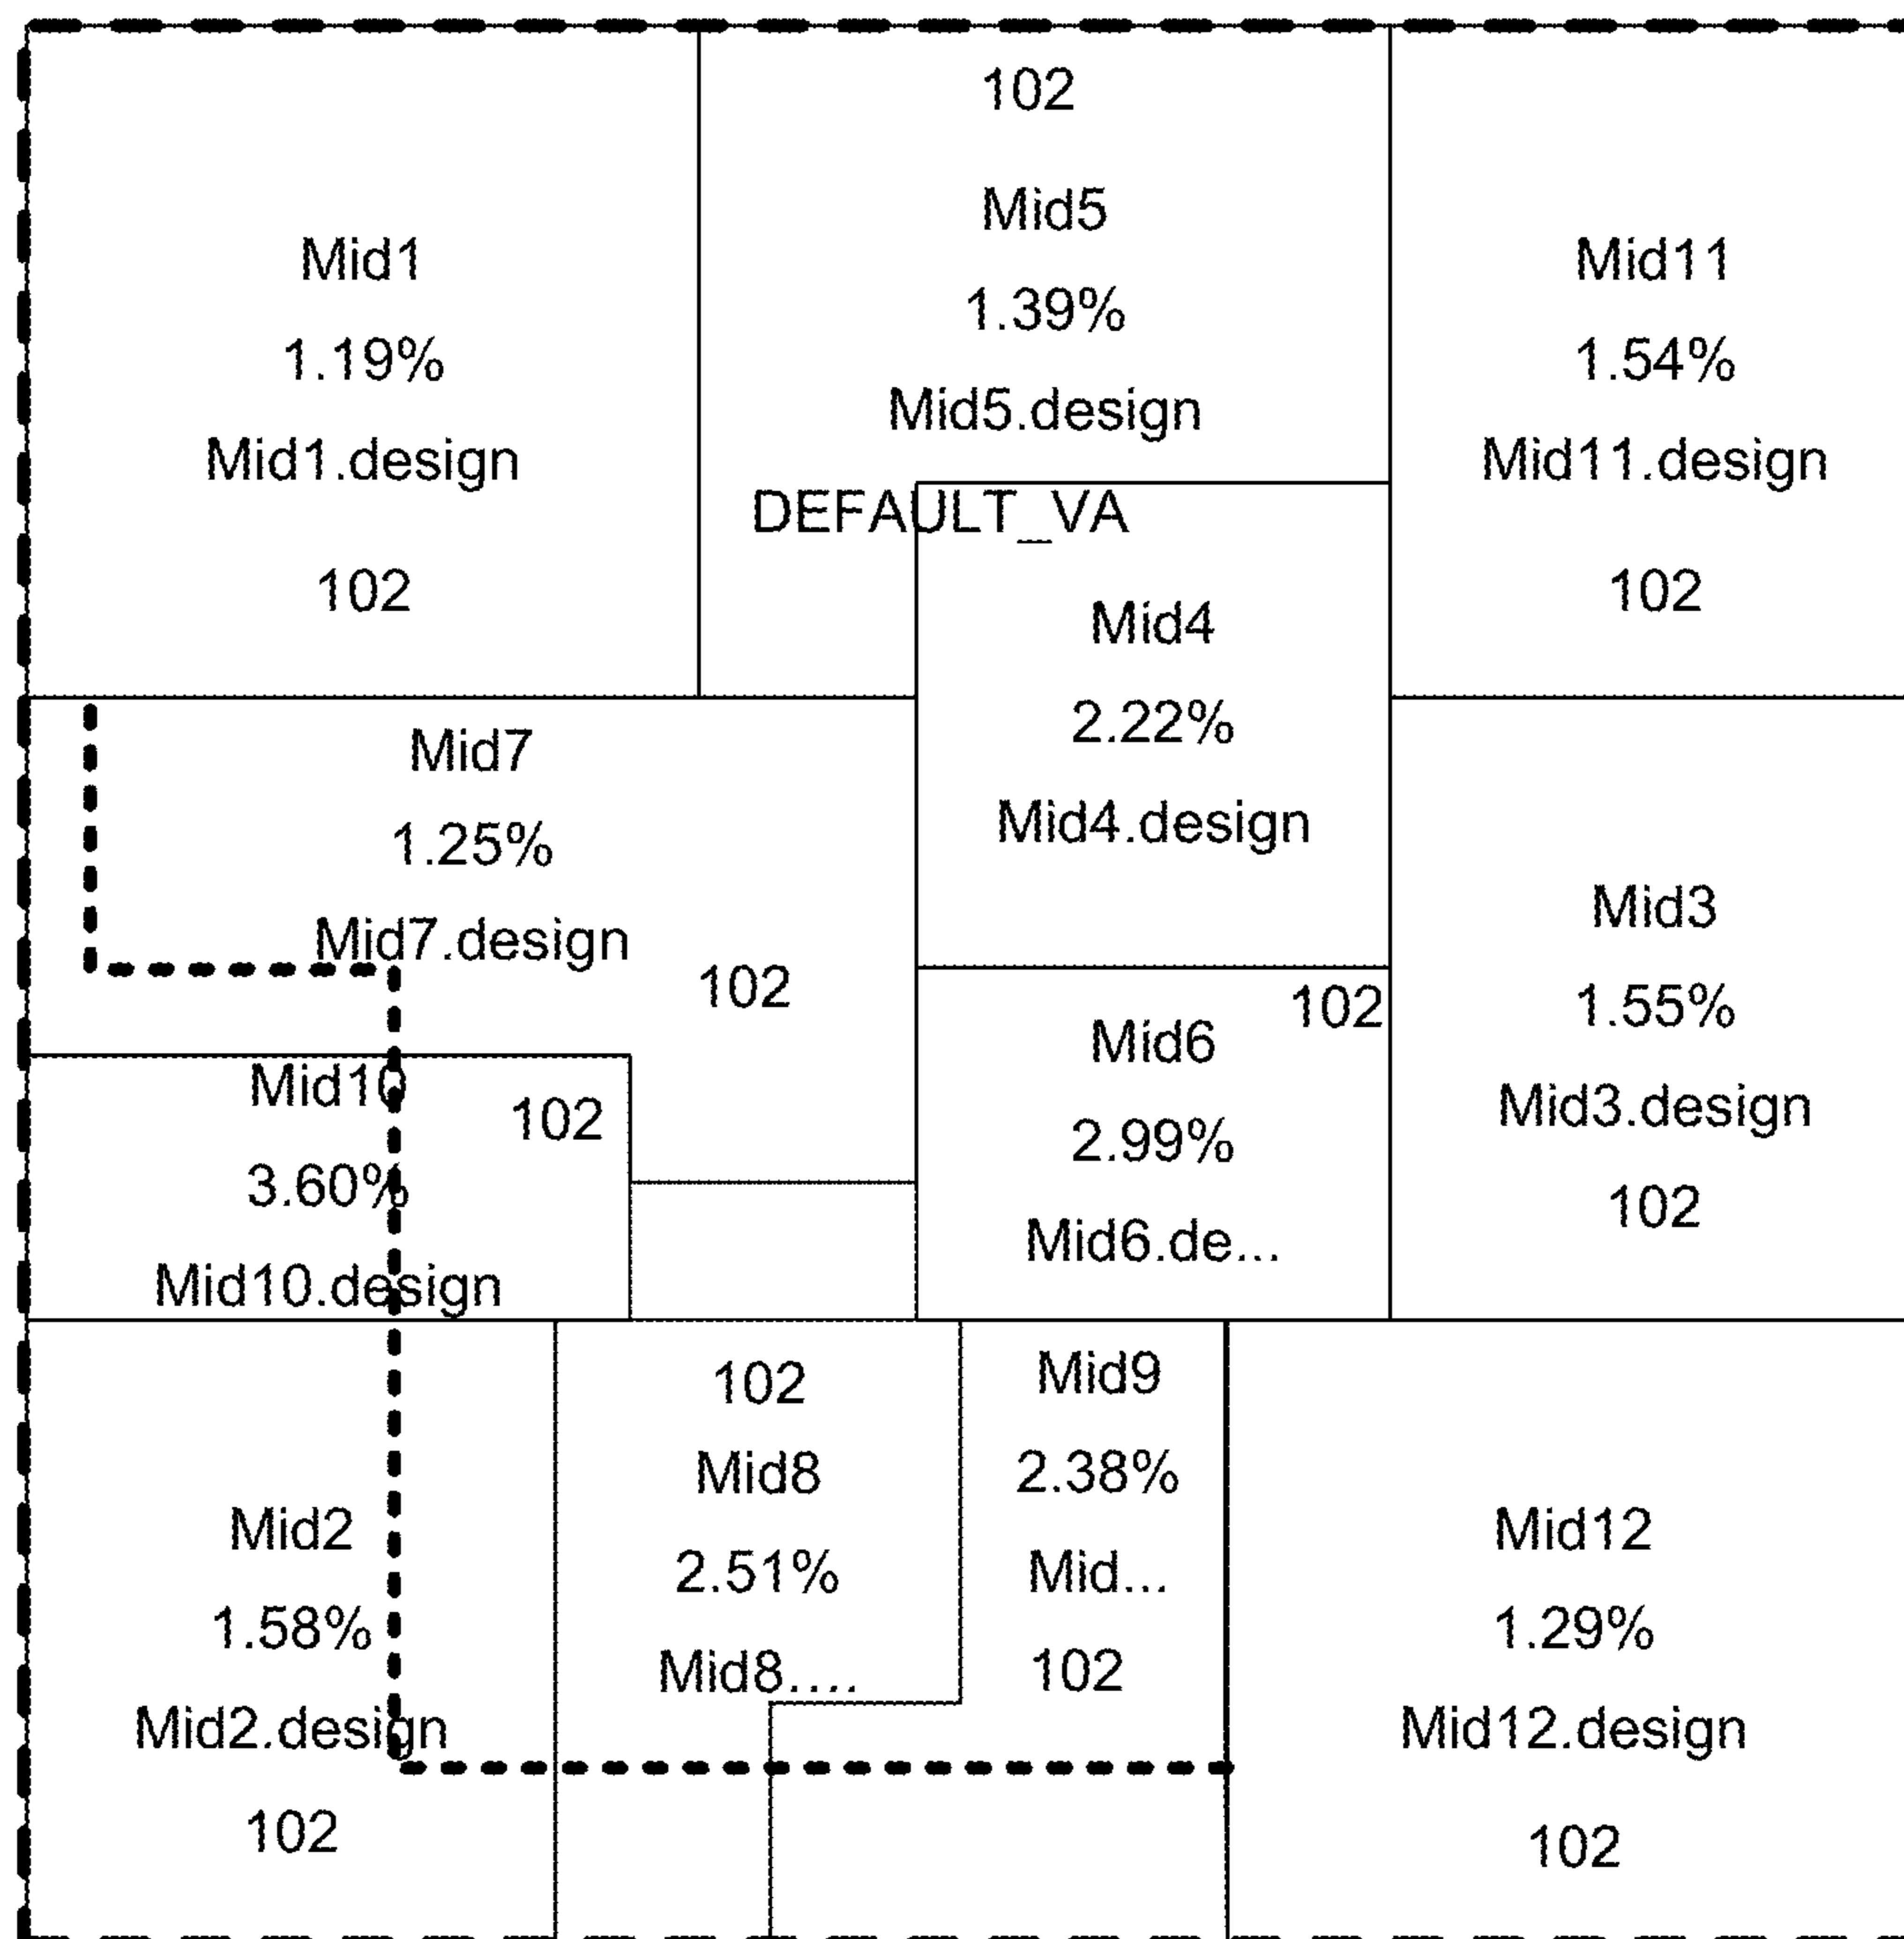 Mid1
1.19%
Mid1.design
102
102
Mid5
1.39%
Mid5.design
DEFAULT_VA
Mid11
1.54%
Mid11.design
102
Mid4
2.22%
Mid4.design
Mid7
1.25%
Mid7.design
102
102
Mid6
2.99%
Mid6.de...
Mid3
1.55%
Mid3.design
102
Mid10
102
3.60%
Mid10.design
Mid2
1.58%
Mid2.design
102
102
Mid8
2.51%
Mid8....
Mid9
2.38%
Mid...
102
Mid12
1.29%
Mid12.design
102